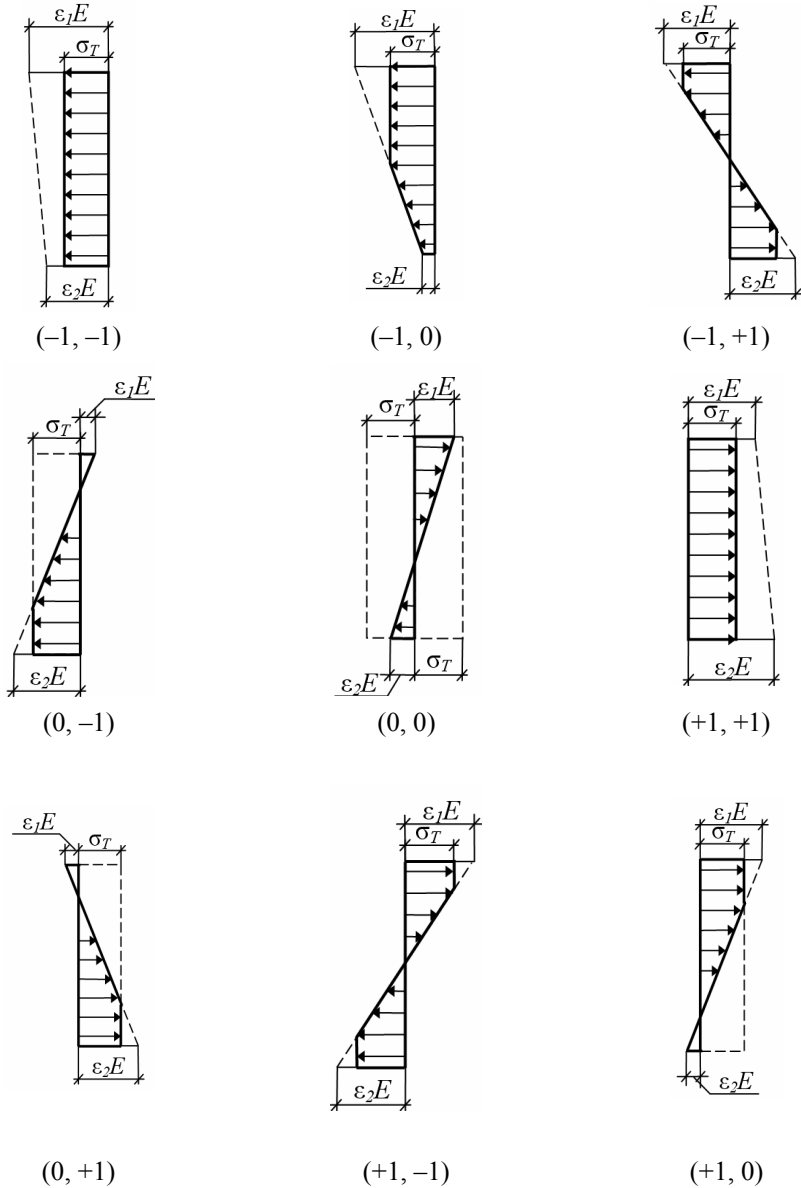 ε₁E ε₁E ε₁E
σT σT σT
ε₂E ε₂E ε₂E
(–1, –1) (–1, 0) (–1, +1)
ε₁E ε₁E ε₁E
σT σT σT
ε₂E ε₂E σT ε₂E
(0, –1) (0, 0) (+1, +1)
ε₁E σT ε₁E ε₁E
σT σT
ε₂E ε₂E ε₂E
(0, +1) (+1, –1) (+1, 0)